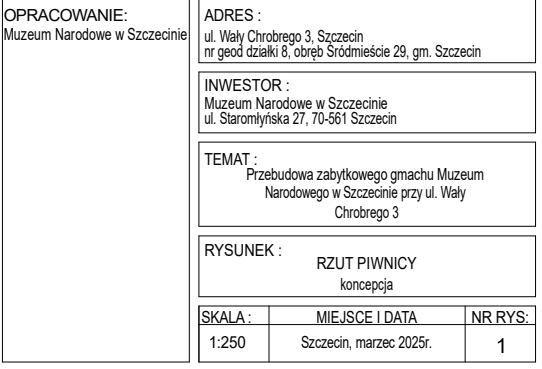 OPRACOWANIE:
Muzeum Narodowe w Szczecinie
ADRES :
ul. Wały Chrobrego 3, Szczecin
nr geod działki 8, obręb Śródmieście 29, gm. Szczecin
INWESTOR :
Muzeum Narodowe w Szczecinie
ul. Staromłyńska 27, 70-561 Szczecin
TEMAT :
Przebudowa zabytkowego gmachu Muzeum
Narodowego w Szczecinie przy ul. Wały
Chrobrego 3
RYSUNEK :
RZUT PIWNICY
koncepcja
SKALA : MIEJSCE I DATA NR RYS:
1:250 Szczecin, marzec 2025r. 1